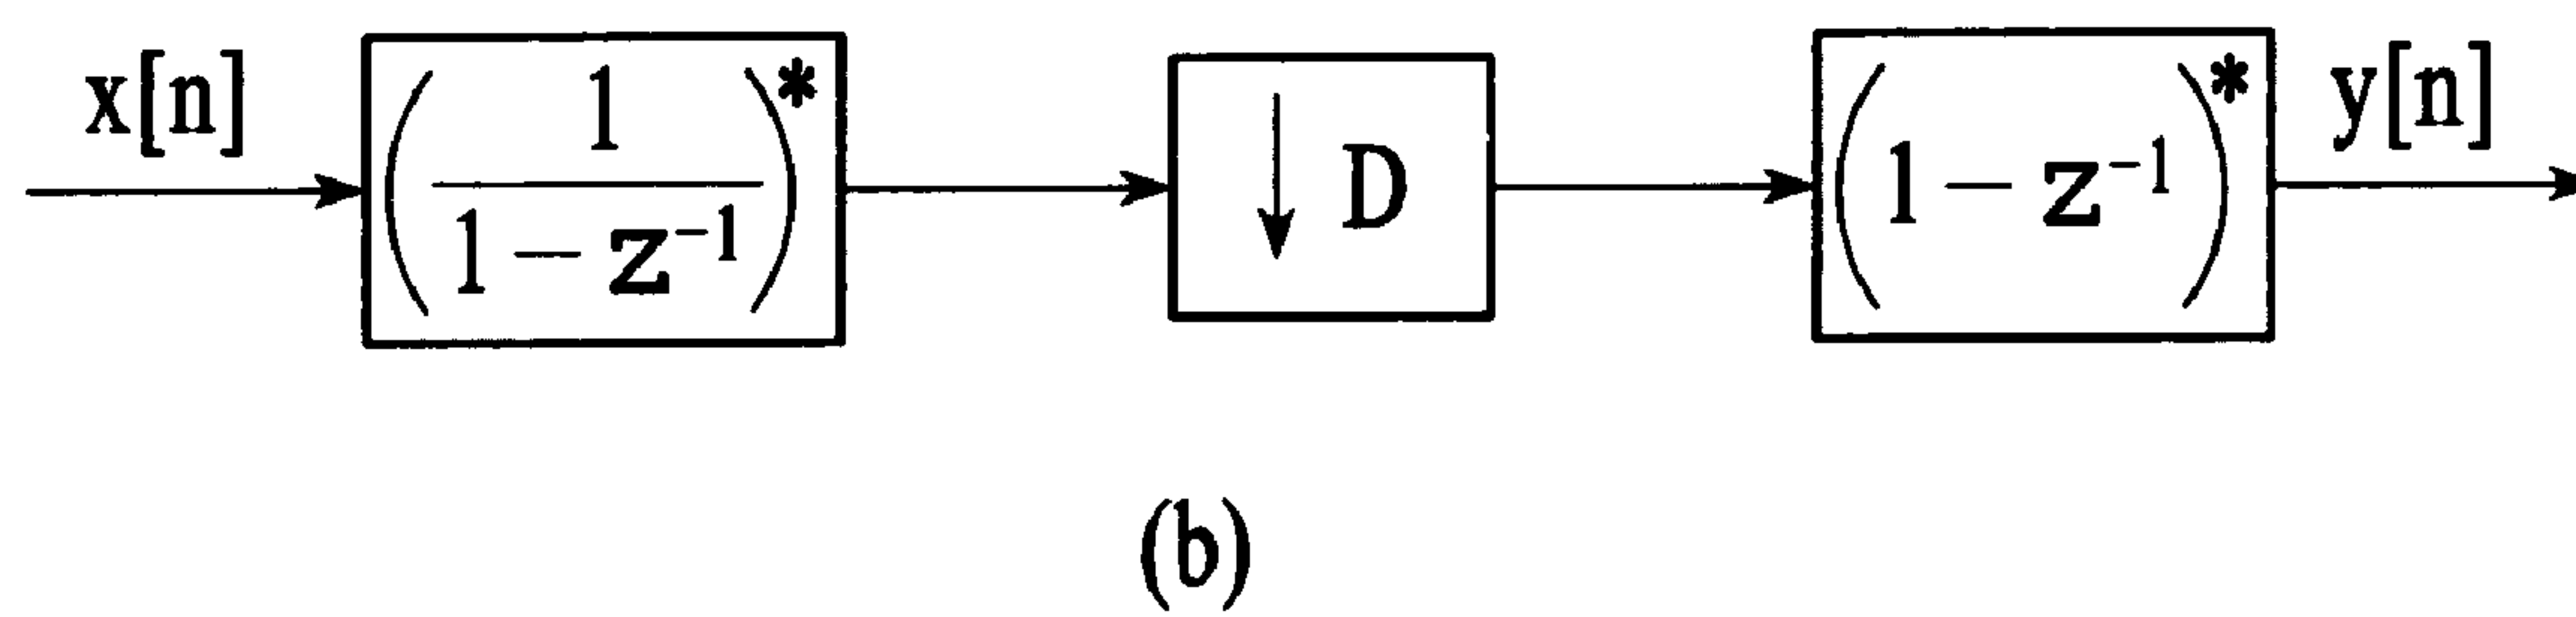 x[n]
(1 / (1 − z⁻¹))*
↓ D
(1 − z⁻¹)*
y[n]
(b)